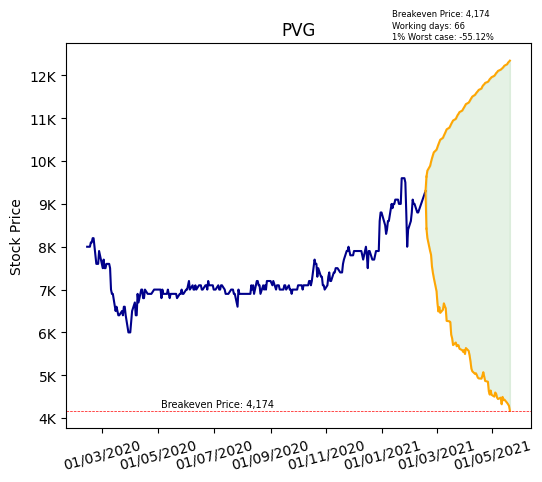 Breakeven Price: 4,174
Working days: 66
1% Worst case: -55.12%
PVG
Stock Price
12K
11K
10K
9K
8K
7K
6K
5K
4K
Breakeven Price: 4,174
01/03/2020
01/05/2020
01/07/2020
01/09/2020
01/11/2020
01/01/2021
01/03/2021
01/05/2021